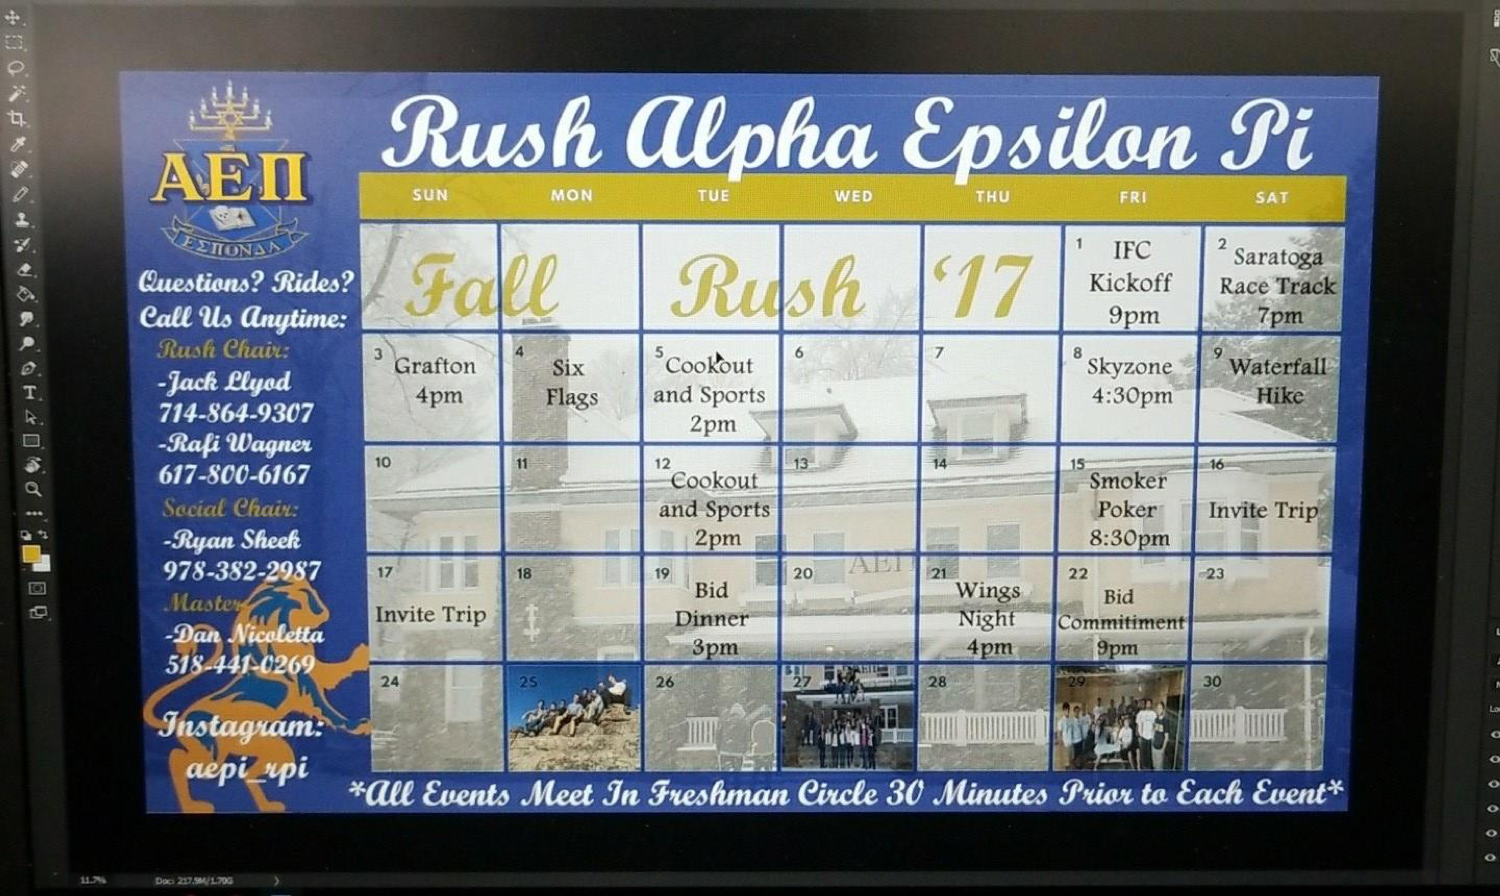 Rush Alpha Epsilon Pi
ΑΕΠ
ΕΣΠΟΝΔΑ
Questions? Rides?
Call Us Anytime:
Rush Chair:
-Jack Llyod
714-864-9307
-Rafi Wagner
617-800-6167
Social Chair:
-Ryan Sheek
978-382-2987
Master
-Dan Nicoletta
518-441-0269
Instagram:
aepi_rpi
SUN MON TUE WED THU FRI SAT
Fall Rush '17
1 IFC
Kickoff
9pm
2 Saratoga
Race Track
7pm
3 Grafton
4pm
4 Six
Flags
5 Cookout
and Sports
2pm
6
7
8 Skyzone
4:30pm
9 Waterfall
Hike
10
11
12 Cookout
and Sports
2pm
13
14
15 Smoker
Poker
8:30pm
16
Invite Trip
17
Invite Trip
18
19 Bid
Dinner
3pm
20
ΑΕΠ
21 Wings
Night
4pm
22 Bid
Commitiment
9pm
23
24
25
26
27
28
29
30
*All Events Meet In Freshman Circle 30 Minutes Prior to Each Event*
11.7% Doc: 217.9M/1.70G